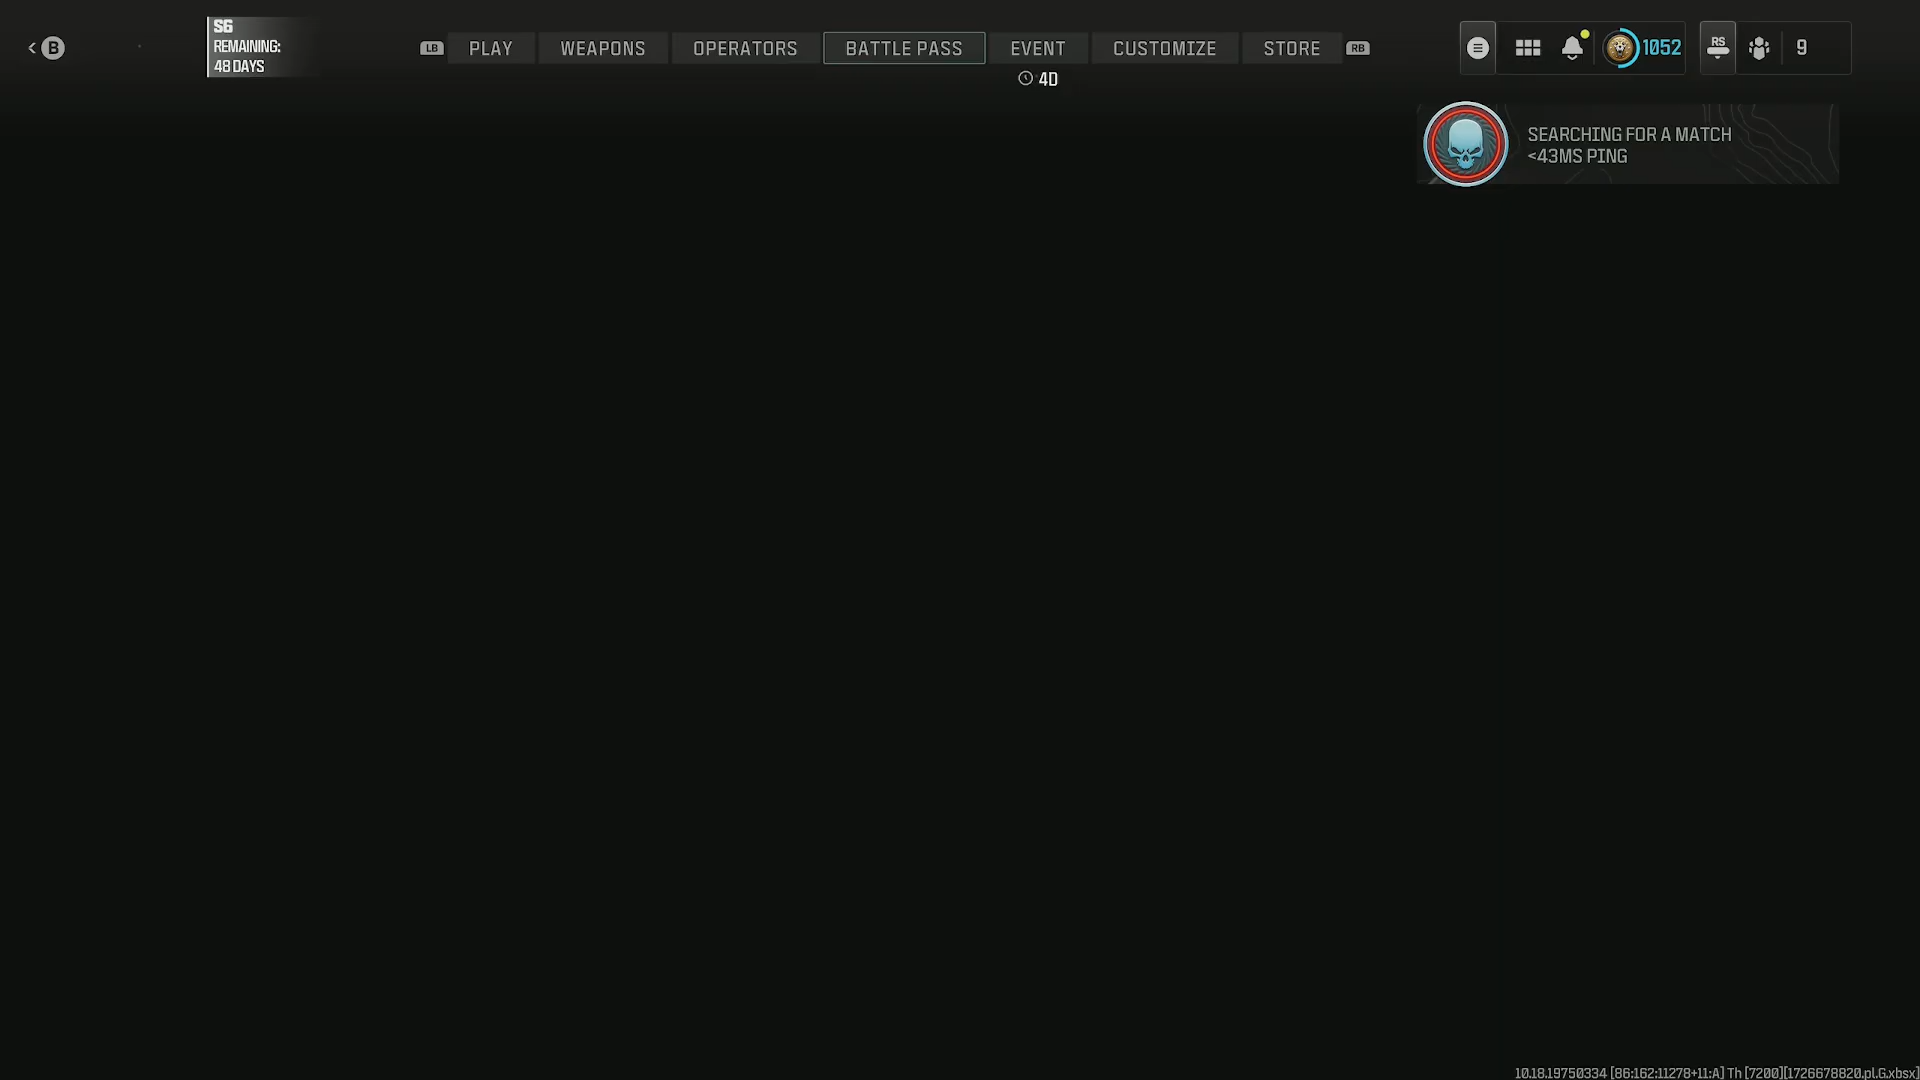 B
S6
REMAINING:
48 DAYS
LB PLAY WEAPONS OPERATORS BATTLE PASS EVENT CUSTOMIZE STORE RB
4D
1052
RS
9
SEARCHING FOR A MATCH
<43MS PING
10.18.19750334 [86:162:11278+11:A] Th [7200][1726678820.pl.G.xbsx]